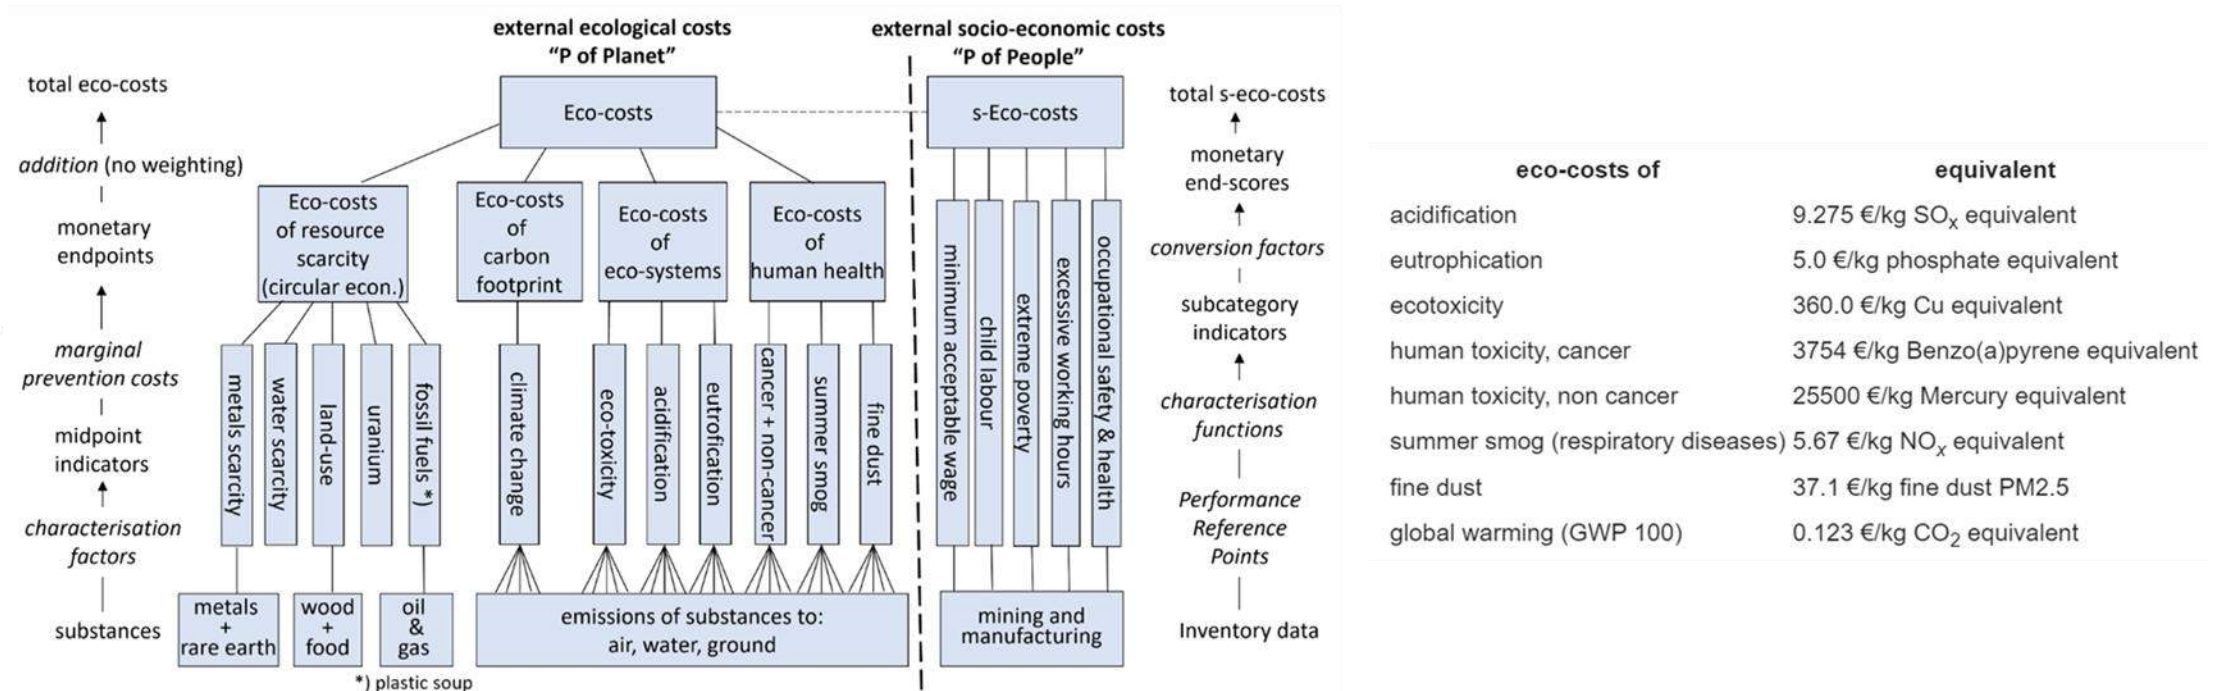 external ecological costs
"P of Planet"
external socio-economic costs
"P of People"
total eco-costs
addition (no weighting)
monetary
endpoints
marginal
prevention costs
midpoint
indicators
characterisation
factors
substances
Eco-costs
Eco-costs
of resource
scarcity
(circular econ.)
Eco-costs
of
carbon
footprint
Eco-costs
of
eco-systems
Eco-costs
of
human health
metals scarcity
water scarcity
land-use
uranium
fossil fuels *)
climate change
eco-toxicity
acidification
eutrofication
cancer + non-cancer
summer smog
fine dust
metals
+
rare earth
wood
+
food
oil
&
gas
*) plastic soup
emissions of substances to:
air, water, ground
s-Eco-costs
minimum acceptable wage
child labour
extreme poverty
excessive working hours
occupational safety & health
mining and
manufacturing
total s-eco-costs
monetary
end-scores
conversion factors
subcategory
indicators
characterisation
functions
Performance
Reference
Points
Inventory data
eco-costs of equivalent
acidification 9.275 €/kg SOx equivalent
eutrophication 5.0 €/kg phosphate equivalent
ecotoxicity 360.0 €/kg Cu equivalent
human toxicity, cancer 3754 €/kg Benzo(a)pyrene equivalent
human toxicity, non cancer 25500 €/kg Mercury equivalent
summer smog (respiratory diseases) 5.67 €/kg NOx equivalent
fine dust 37.1 €/kg fine dust PM2.5
global warming (GWP 100) 0.123 €/kg CO2 equivalent